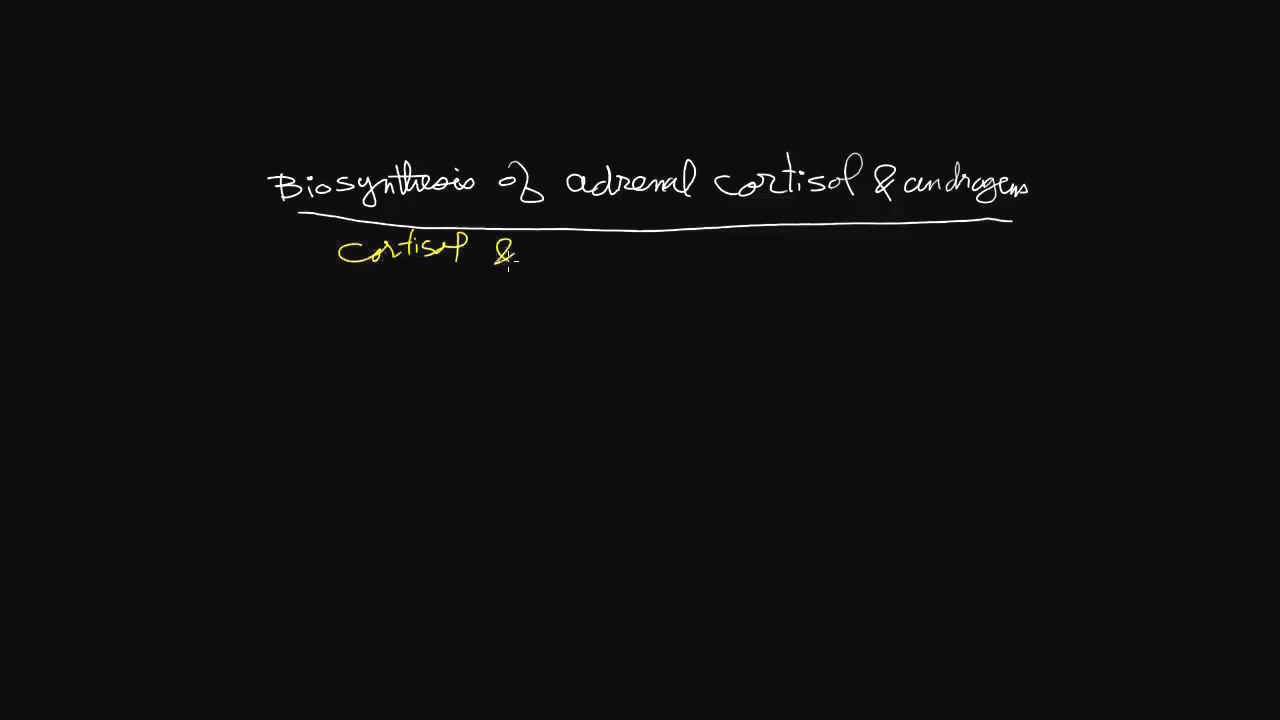 Biosynthesis of adrenal cortisol & androgens
cortisol &